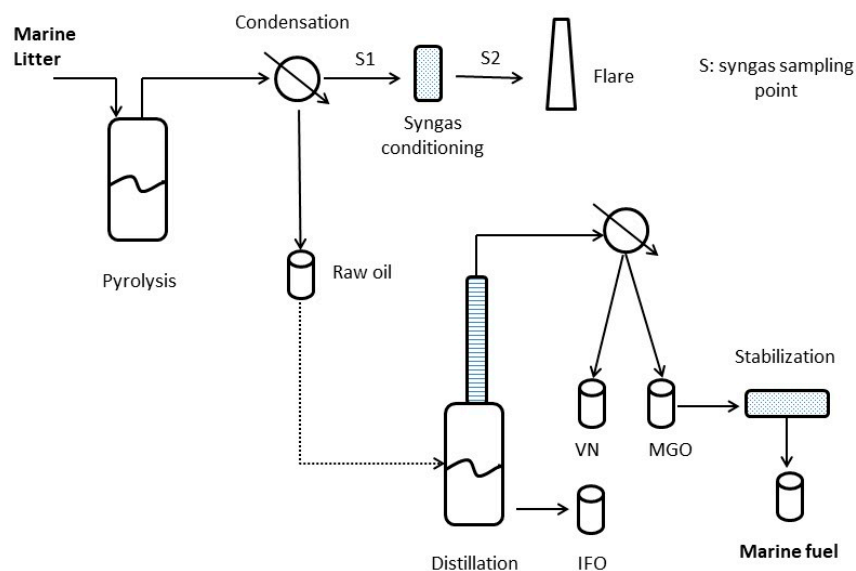 Marine
Litter
Condensation
S1
S2
Syngas
conditioning
Flare
S: syngas sampling
point
Pyrolysis
Raw oil
Stabilization
VN
MGO
Distillation
IFO
Marine fuel